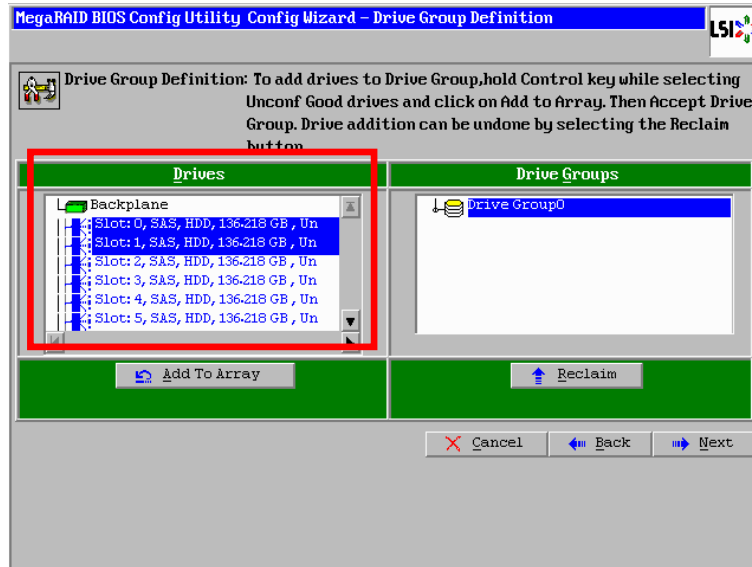 MegaRAID BIOS Config Utility Config Wizard – Drive Group Definition
LSI
Drive Group Definition: To add drives to Drive Group,hold Control key while selecting
Unconf Good drives and click on Add to Array. Then Accept Drive
Group. Drive addition can be undone by selecting the Reclaim
button
Drives
Drive Groups
Backplane
Drive Group0
Slot: 0, SAS, HDD, 136.218 GB , Un
Slot: 1, SAS, HDD, 136.218 GB , Un
Slot: 2, SAS, HDD, 136.218 GB , Un
Slot: 3, SAS, HDD, 136.218 GB , Un
Slot: 4, SAS, HDD, 136.218 GB , Un
Slot: 5, SAS, HDD, 136.218 GB , Un
Add To Array
Reclaim
Cancel
Back
Next